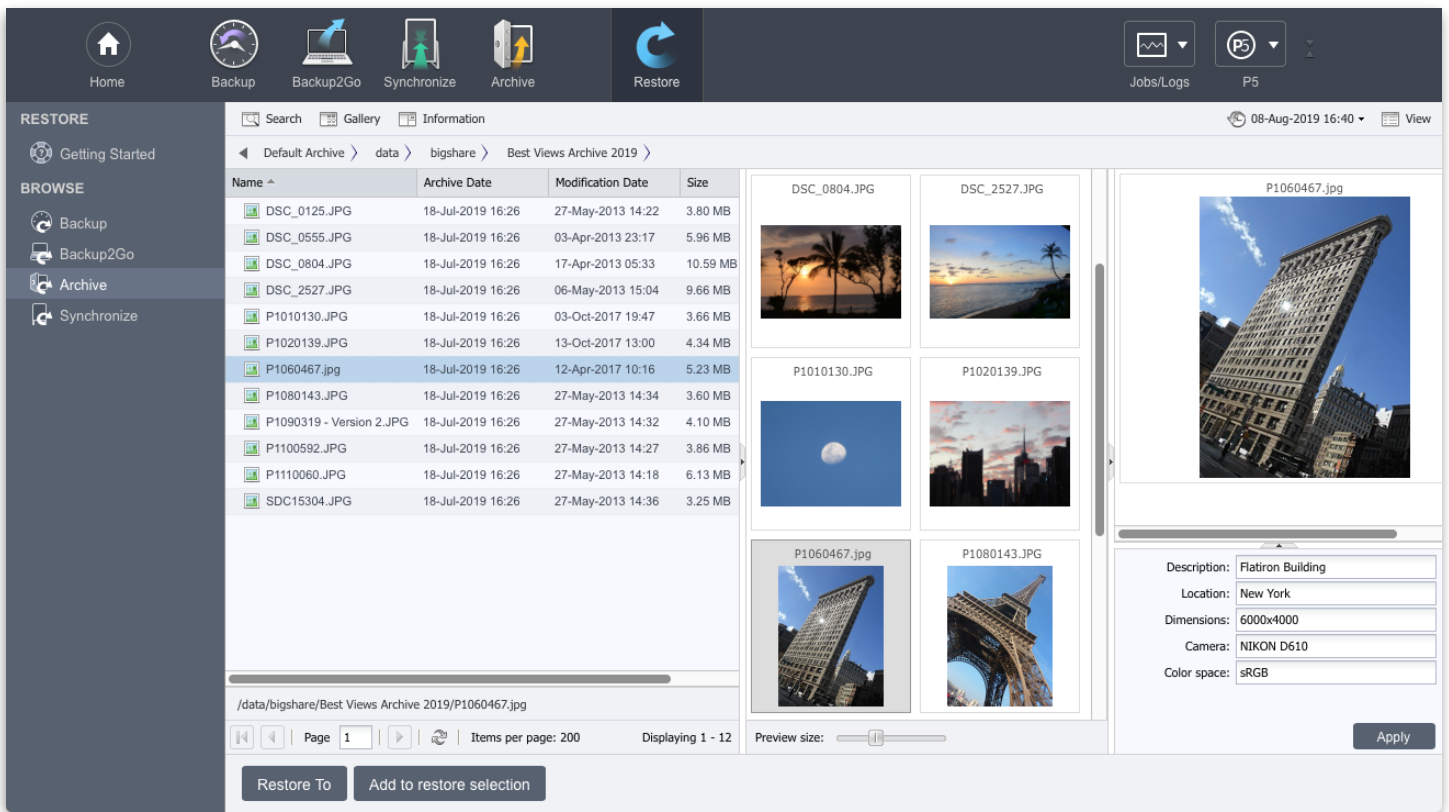 Home
Backup
Backup2Go
Synchronize
Archive
Restore
Jobs/Logs
P5
P5
RESTORE
Getting Started
BROWSE
Backup
Backup2Go
Archive
Synchronize
Search Gallery Information
08-Aug-2019 16:40 View
Default Archive data bigshare Best Views Archive 2019
Name Archive Date Modification Date Size
DSC_0125.JPG 18-Jul-2019 16:26 27-May-2013 14:22 3.80 MB
DSC_0555.JPG 18-Jul-2019 16:26 03-Apr-2013 23:17 5.96 MB
DSC_0804.JPG 18-Jul-2019 16:26 17-Apr-2013 05:33 10.59 MB
DSC_2527.JPG 18-Jul-2019 16:26 06-May-2013 15:04 9.66 MB
P1010130.JPG 18-Jul-2019 16:26 03-Oct-2017 19:47 3.66 MB
P1020139.JPG 18-Jul-2019 16:26 13-Oct-2017 13:00 4.34 MB
P1060467.jpg 18-Jul-2019 16:26 12-Apr-2017 10:16 5.23 MB
P1080143.JPG 18-Jul-2019 16:26 27-May-2013 14:34 3.60 MB
P1090319 - Version 2.JPG 18-Jul-2019 16:26 27-May-2013 14:32 4.10 MB
P1100592.JPG 18-Jul-2019 16:26 27-May-2013 14:27 3.86 MB
P1110060.JPG 18-Jul-2019 16:26 27-May-2013 14:18 6.13 MB
SDC15304.JPG 18-Jul-2019 16:26 27-May-2013 14:36 3.25 MB
/data/bigshare/Best Views Archive 2019/P1060467.jpg
Page 1 Items per page: 200 Displaying 1 - 12
DSC_0804.JPG DSC_2527.JPG
P1010130.JPG P1020139.JPG
P1060467.jpg P1080143.JPG
Preview size:
P1060467.jpg
Description: Flatiron Building
Location: New York
Dimensions: 6000x4000
Camera: NIKON D610
Color space: sRGB
Apply
Restore To Add to restore selection